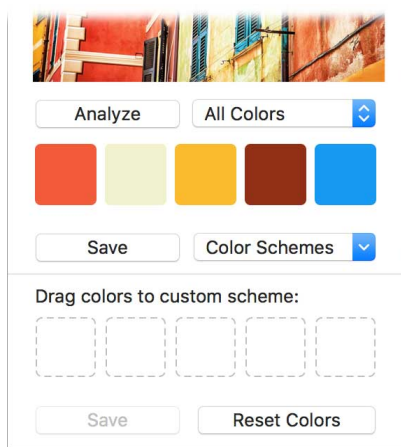 Analyze
All Colors
Save
Color Schemes
Drag colors to custom scheme:
Save
Reset Colors